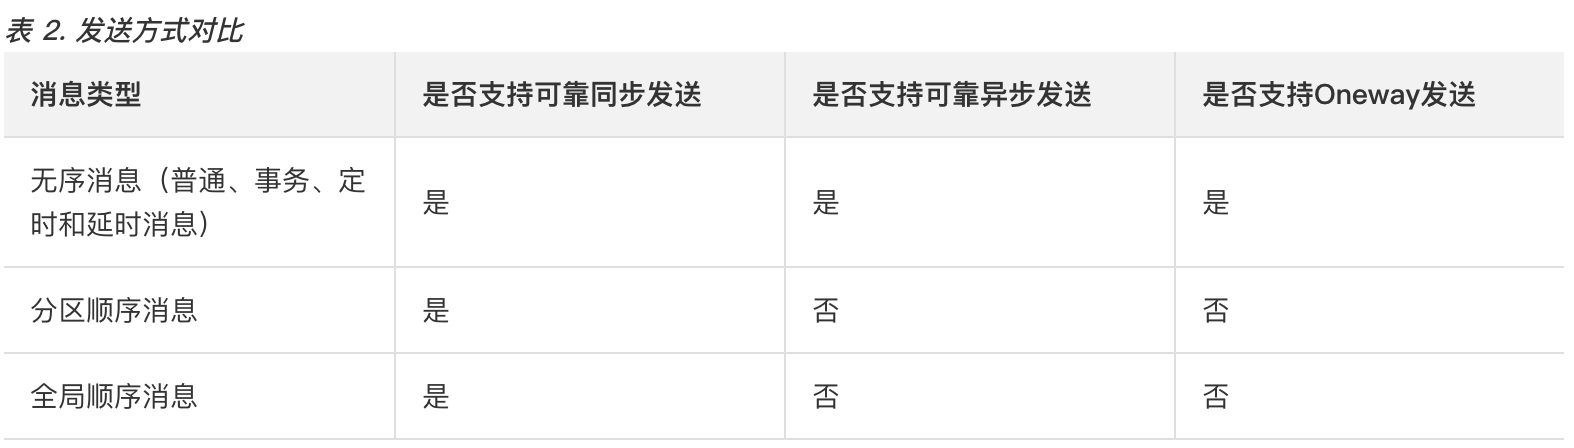 表 2. 发送方式对比
消息类型 是否支持可靠同步发送 是否支持可靠异步发送 是否支持Oneway发送
无序消息（普通、事务、定
时和延时消息） 是 是 是
分区顺序消息 是 否 否
全局顺序消息 是 否 否